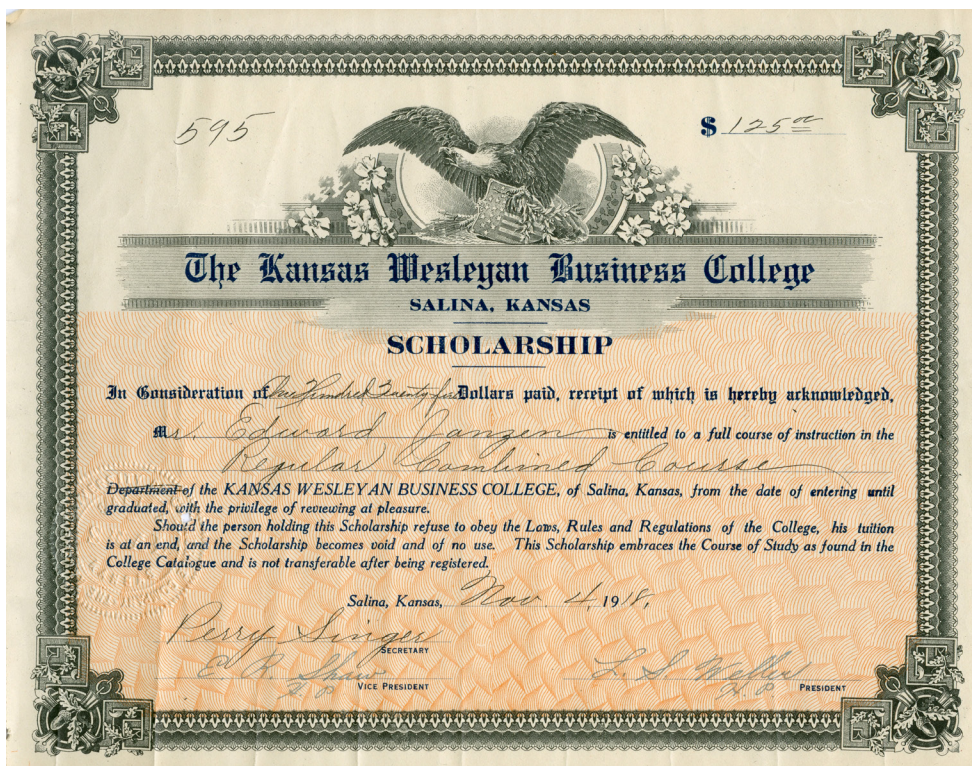 595
$ 125 00
The Kansas Wesleyan Business College
SALINA, KANSAS
SCHOLARSHIP
In Consideration of One Hundred Twenty five Dollars paid, receipt of which is hereby acknowledged,
Mr. Edward Janzen is entitled to a full course of instruction in the
Regular Combined Course
Department of the KANSAS WESLEYAN BUSINESS COLLEGE, of Salina, Kansas, from the date of entering until
graduated, with the privilege of reviewing at pleasure.
Should the person holding this Scholarship refuse to obey the Laws, Rules and Regulations of the College, his tuition
is at an end, and the Scholarship becomes void and of no use. This Scholarship embraces the Course of Study as found in the
College Catalogue and is not transferable after being registered.
Salina, Kansas, Nov 4, 1918,
Perry Singer
SECRETARY
E. R. Shaw
VICE PRESIDENT
L. S. Weller
PRESIDENT